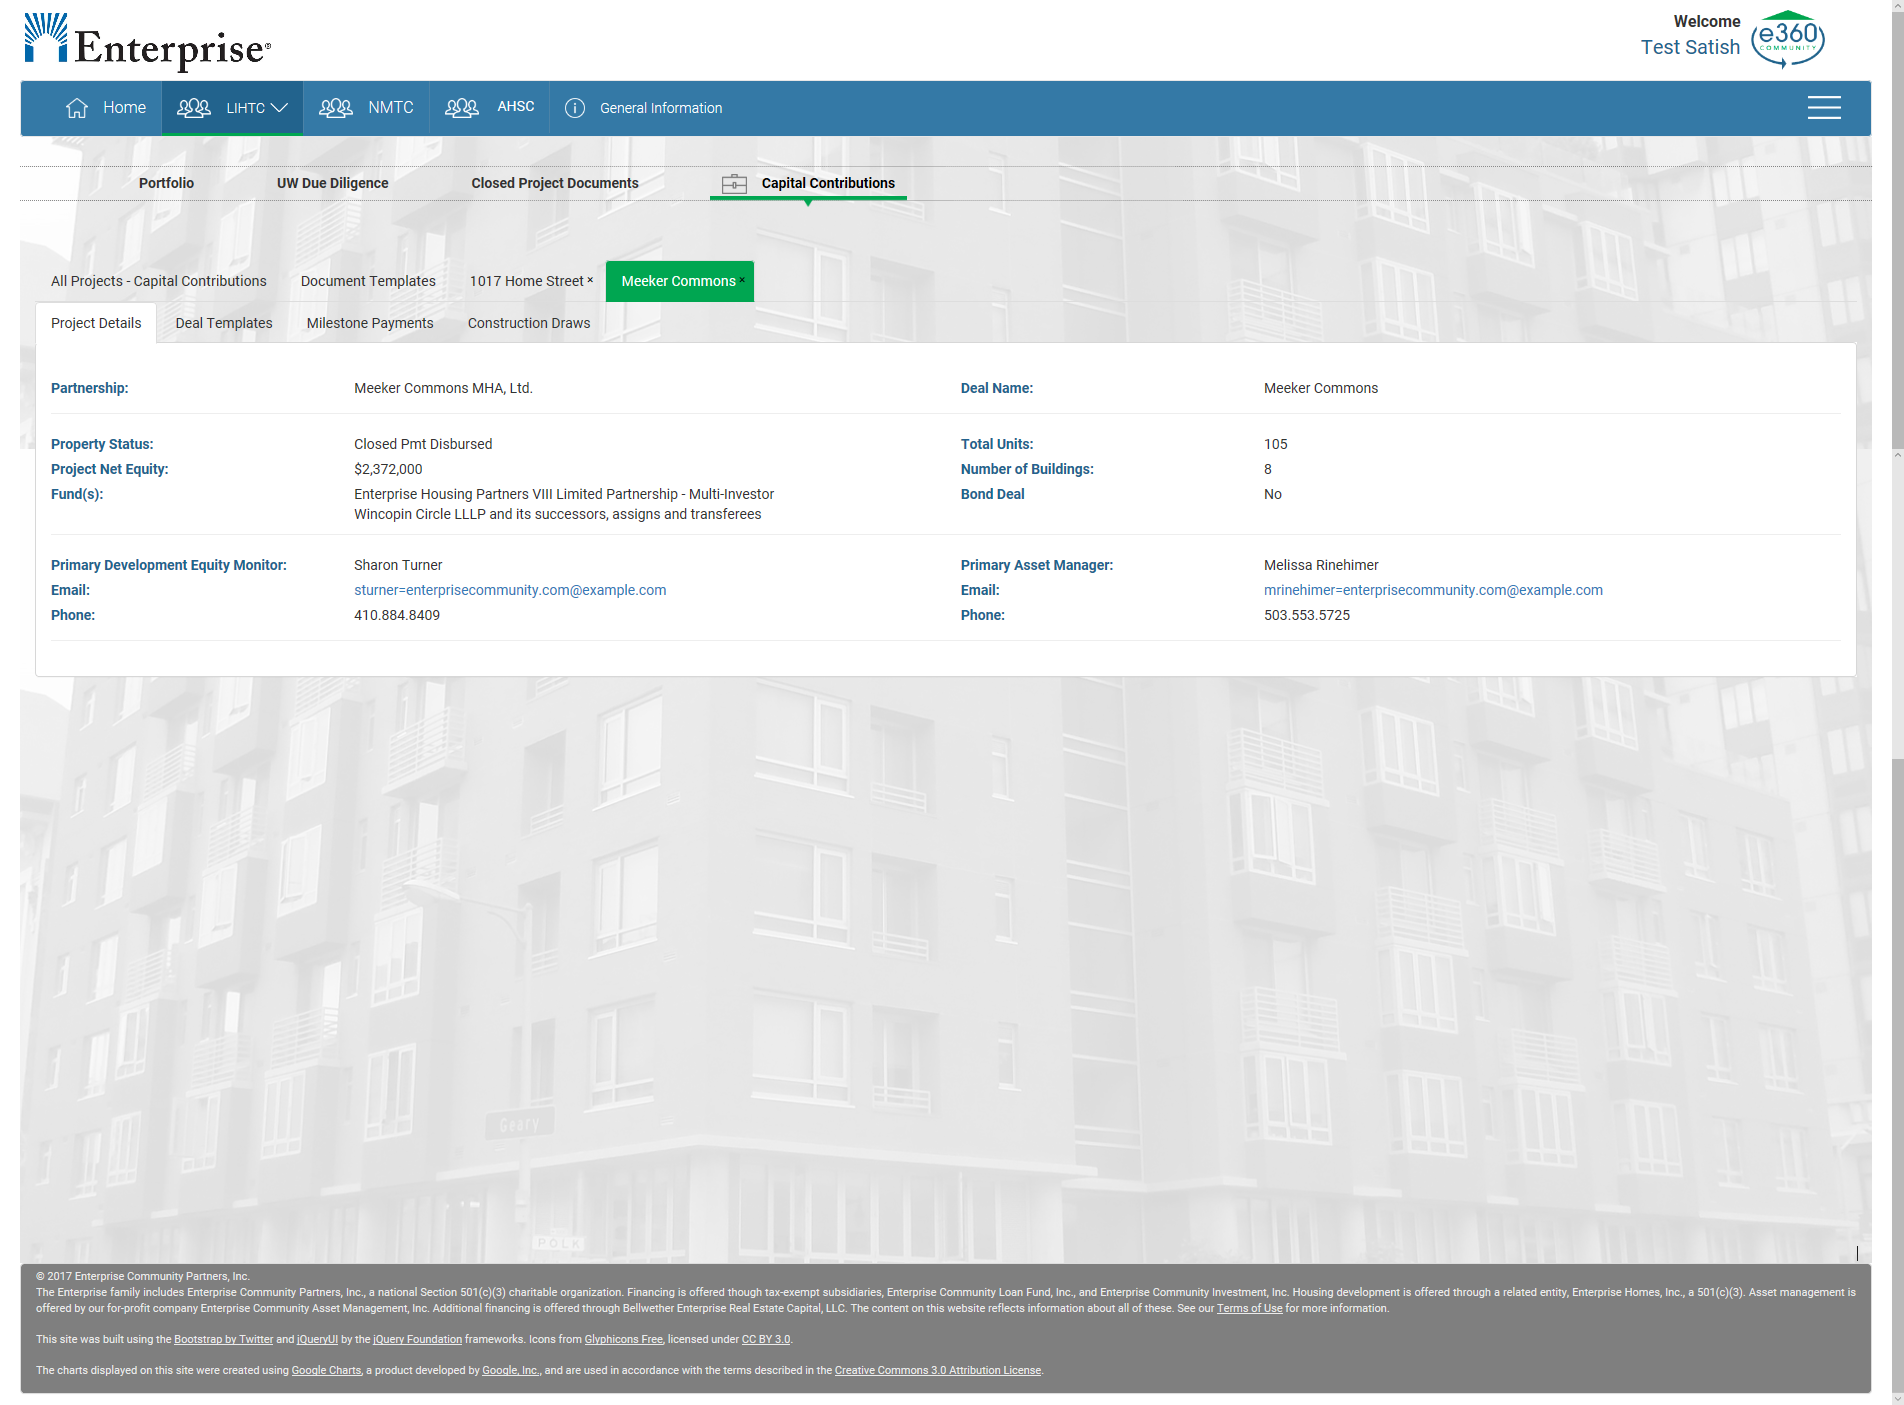 Enterprise®
Welcome
Test Satish
e360
COMMUNITY
Home
LIHTC
NMTC
AHSC
General Information
Portfolio
UW Due Diligence
Closed Project Documents
Capital Contributions
All Projects - Capital Contributions
Document Templates
1017 Home Street ×
Meeker Commons ×
Project Details
Deal Templates
Milestone Payments
Construction Draws
Partnership: Meeker Commons MHA, Ltd.
Deal Name: Meeker Commons
Property Status: Closed Pmt Disbursed
Total Units: 105
Project Net Equity: $2,372,000
Number of Buildings: 8
Fund(s): Enterprise Housing Partners VIII Limited Partnership - Multi-Investor
Wincopin Circle LLLP and its successors, assigns and transferees
Bond Deal No
Primary Development Equity Monitor: Sharon Turner
Primary Asset Manager: Melissa Rinehimer
Email: sturner=enterprisecommunity.com@example.com
Email: mrinehimer=enterprisecommunity.com@example.com
Phone: 410.884.8409
Phone: 503.553.5725
Geary
POLK
© 2017 Enterprise Community Partners, Inc.
The Enterprise family includes Enterprise Community Partners, Inc., a national Section 501(c)(3) charitable organization. Financing is offered though tax-exempt subsidiaries, Enterprise Community Loan Fund, Inc., and Enterprise Community Investment, Inc. Housing development is offered through a related entity, Enterprise Homes, Inc., a 501(c)(3). Asset management is
offered by our for-profit company Enterprise Community Asset Management, Inc. Additional financing is offered through Bellwether Enterprise Real Estate Capital, LLC. The content on this website reflects information about all of these. See our Terms of Use for more information.
This site was built using the Bootstrap by Twitter and jQueryUI by the jQuery Foundation frameworks. Icons from Glyphicons Free, licensed under CC BY 3.0.
The charts displayed on this site were created using Google Charts, a product developed by Google, Inc., and are used in accordance with the terms described in the Creative Commons 3.0 Attribution License.